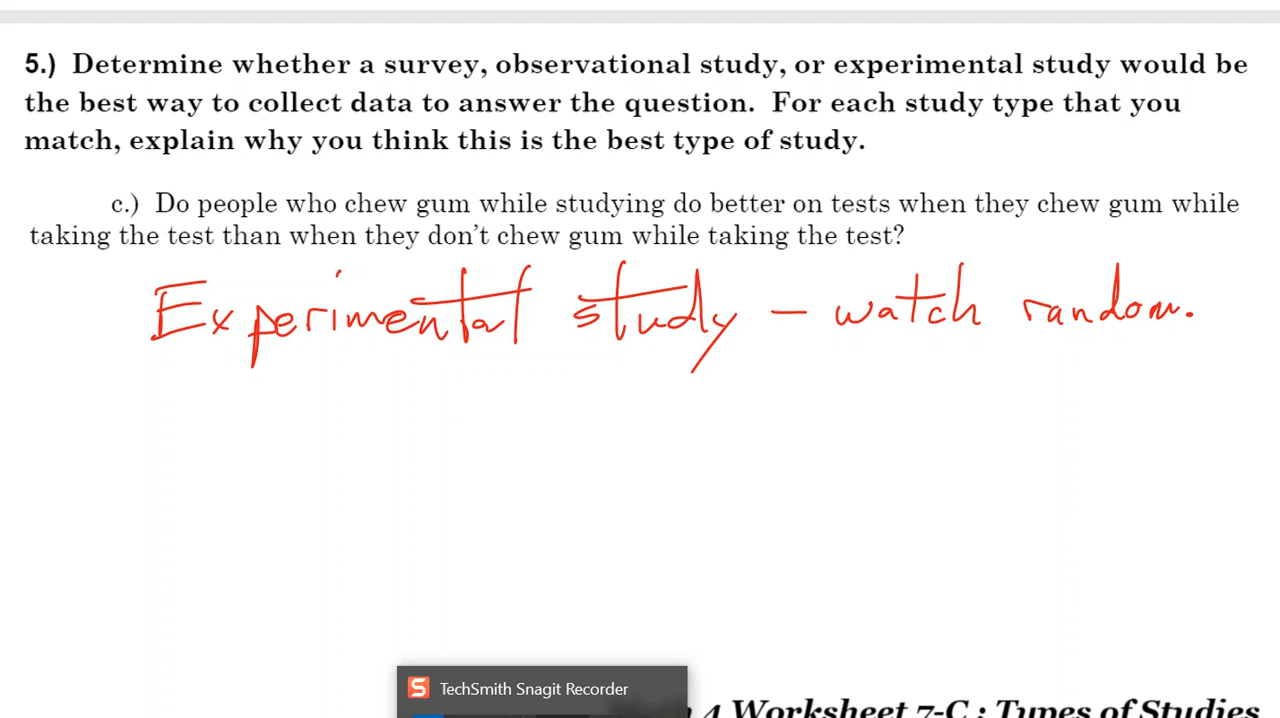 5.) Determine whether a survey, observational study, or experimental study would be
the best way to collect data to answer the question. For each study type that you
match, explain why you think this is the best type of study.
c.) Do people who chew gum while studying do better on tests when they chew gum while
taking the test than when they don't chew gum while taking the test?
Experimental study - watch random.
TechSmith Snagit Recorder
4 Worksheet 7-C : Types of Studies